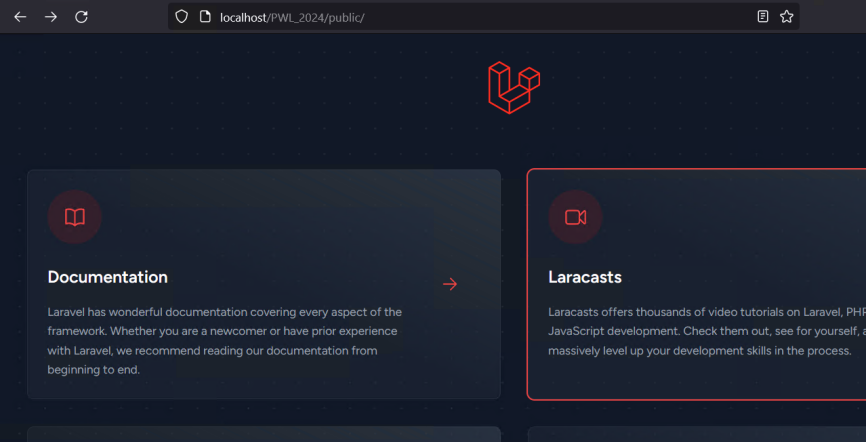 localhost/PWL_2024/public/
Documentation
Laravel has wonderful documentation covering every aspect of the
framework. Whether you are a newcomer or have prior experience
with Laravel, we recommend reading our documentation from
beginning to end.
Laracasts
Laracasts offers thousands of video tutorials on Laravel, PHP
JavaScript development. Check them out, see for yourself,
massively level up your development skills in the process.